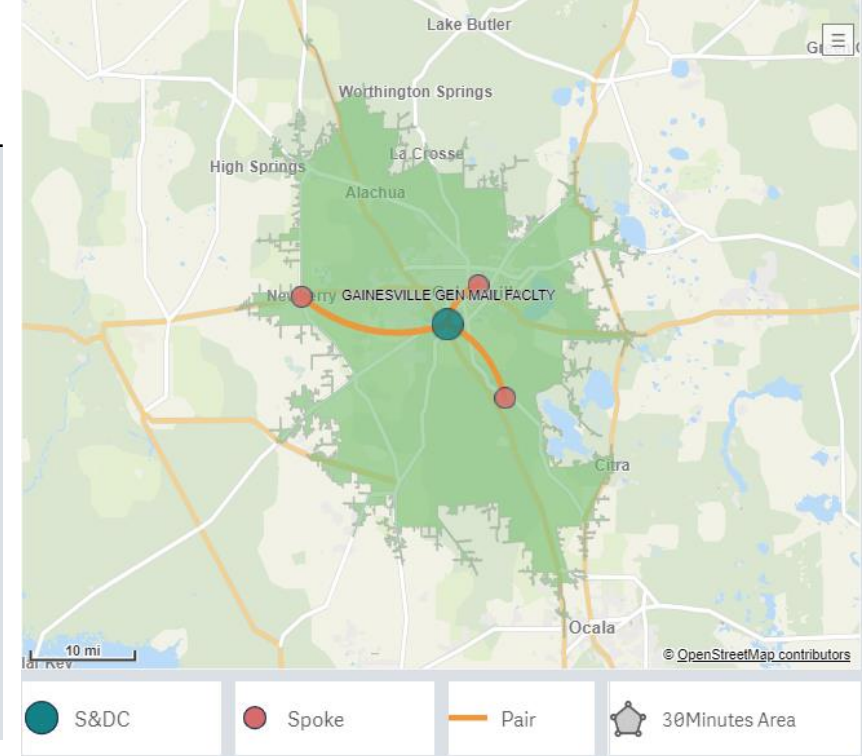 Lake Butler
Worthington Springs
La Crosse
High Springs
Alachua
GAINESVILLE GEN MAIL FACLTY
Citra
Ocala
10 mi
© OpenStreetMap contributors
S&DC
Spoke
Pair
30Minutes Area